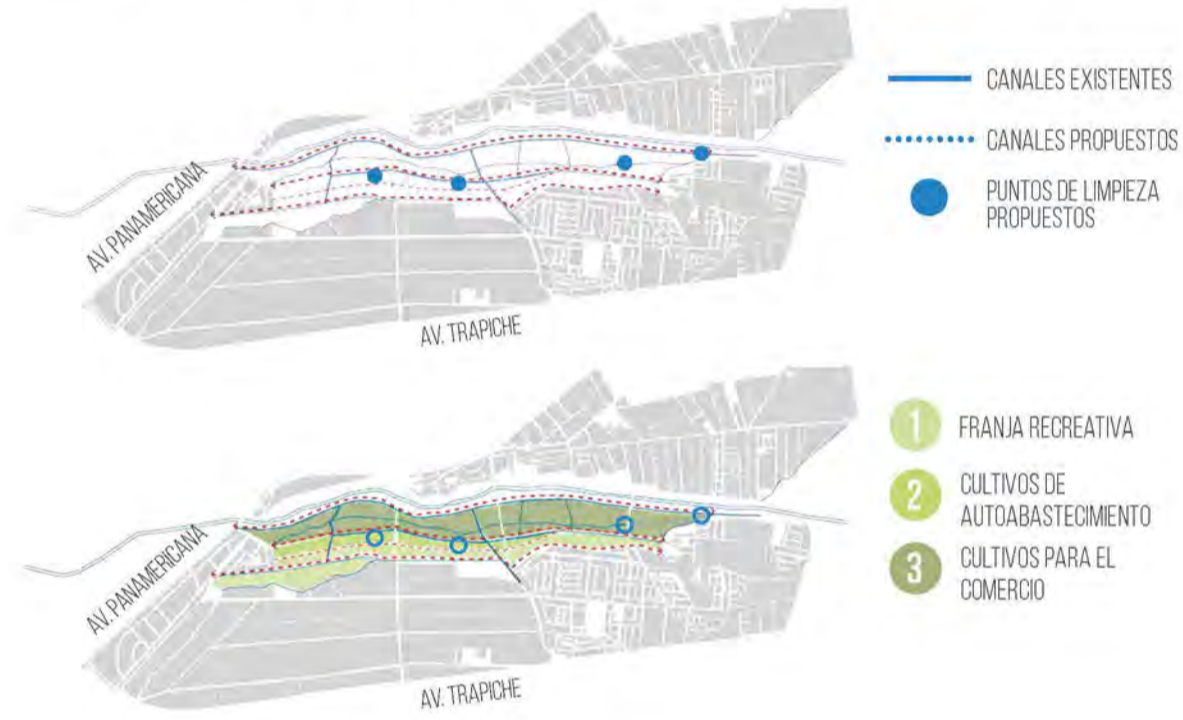 CANALES EXISTENTES
CANALES PROPUESTOS
PUNTOS DE LIMPIEZA
PROPUESTOS
AV. PANAMERICANA
AV. TRAPICHE
1 FRANJA RECREATIVA
2 CULTIVOS DE
AUTOABASTECIMIENTO
3 CULTIVOS PARA EL
COMERCIO
AV. PANAMERICANA
AV. TRAPICHE